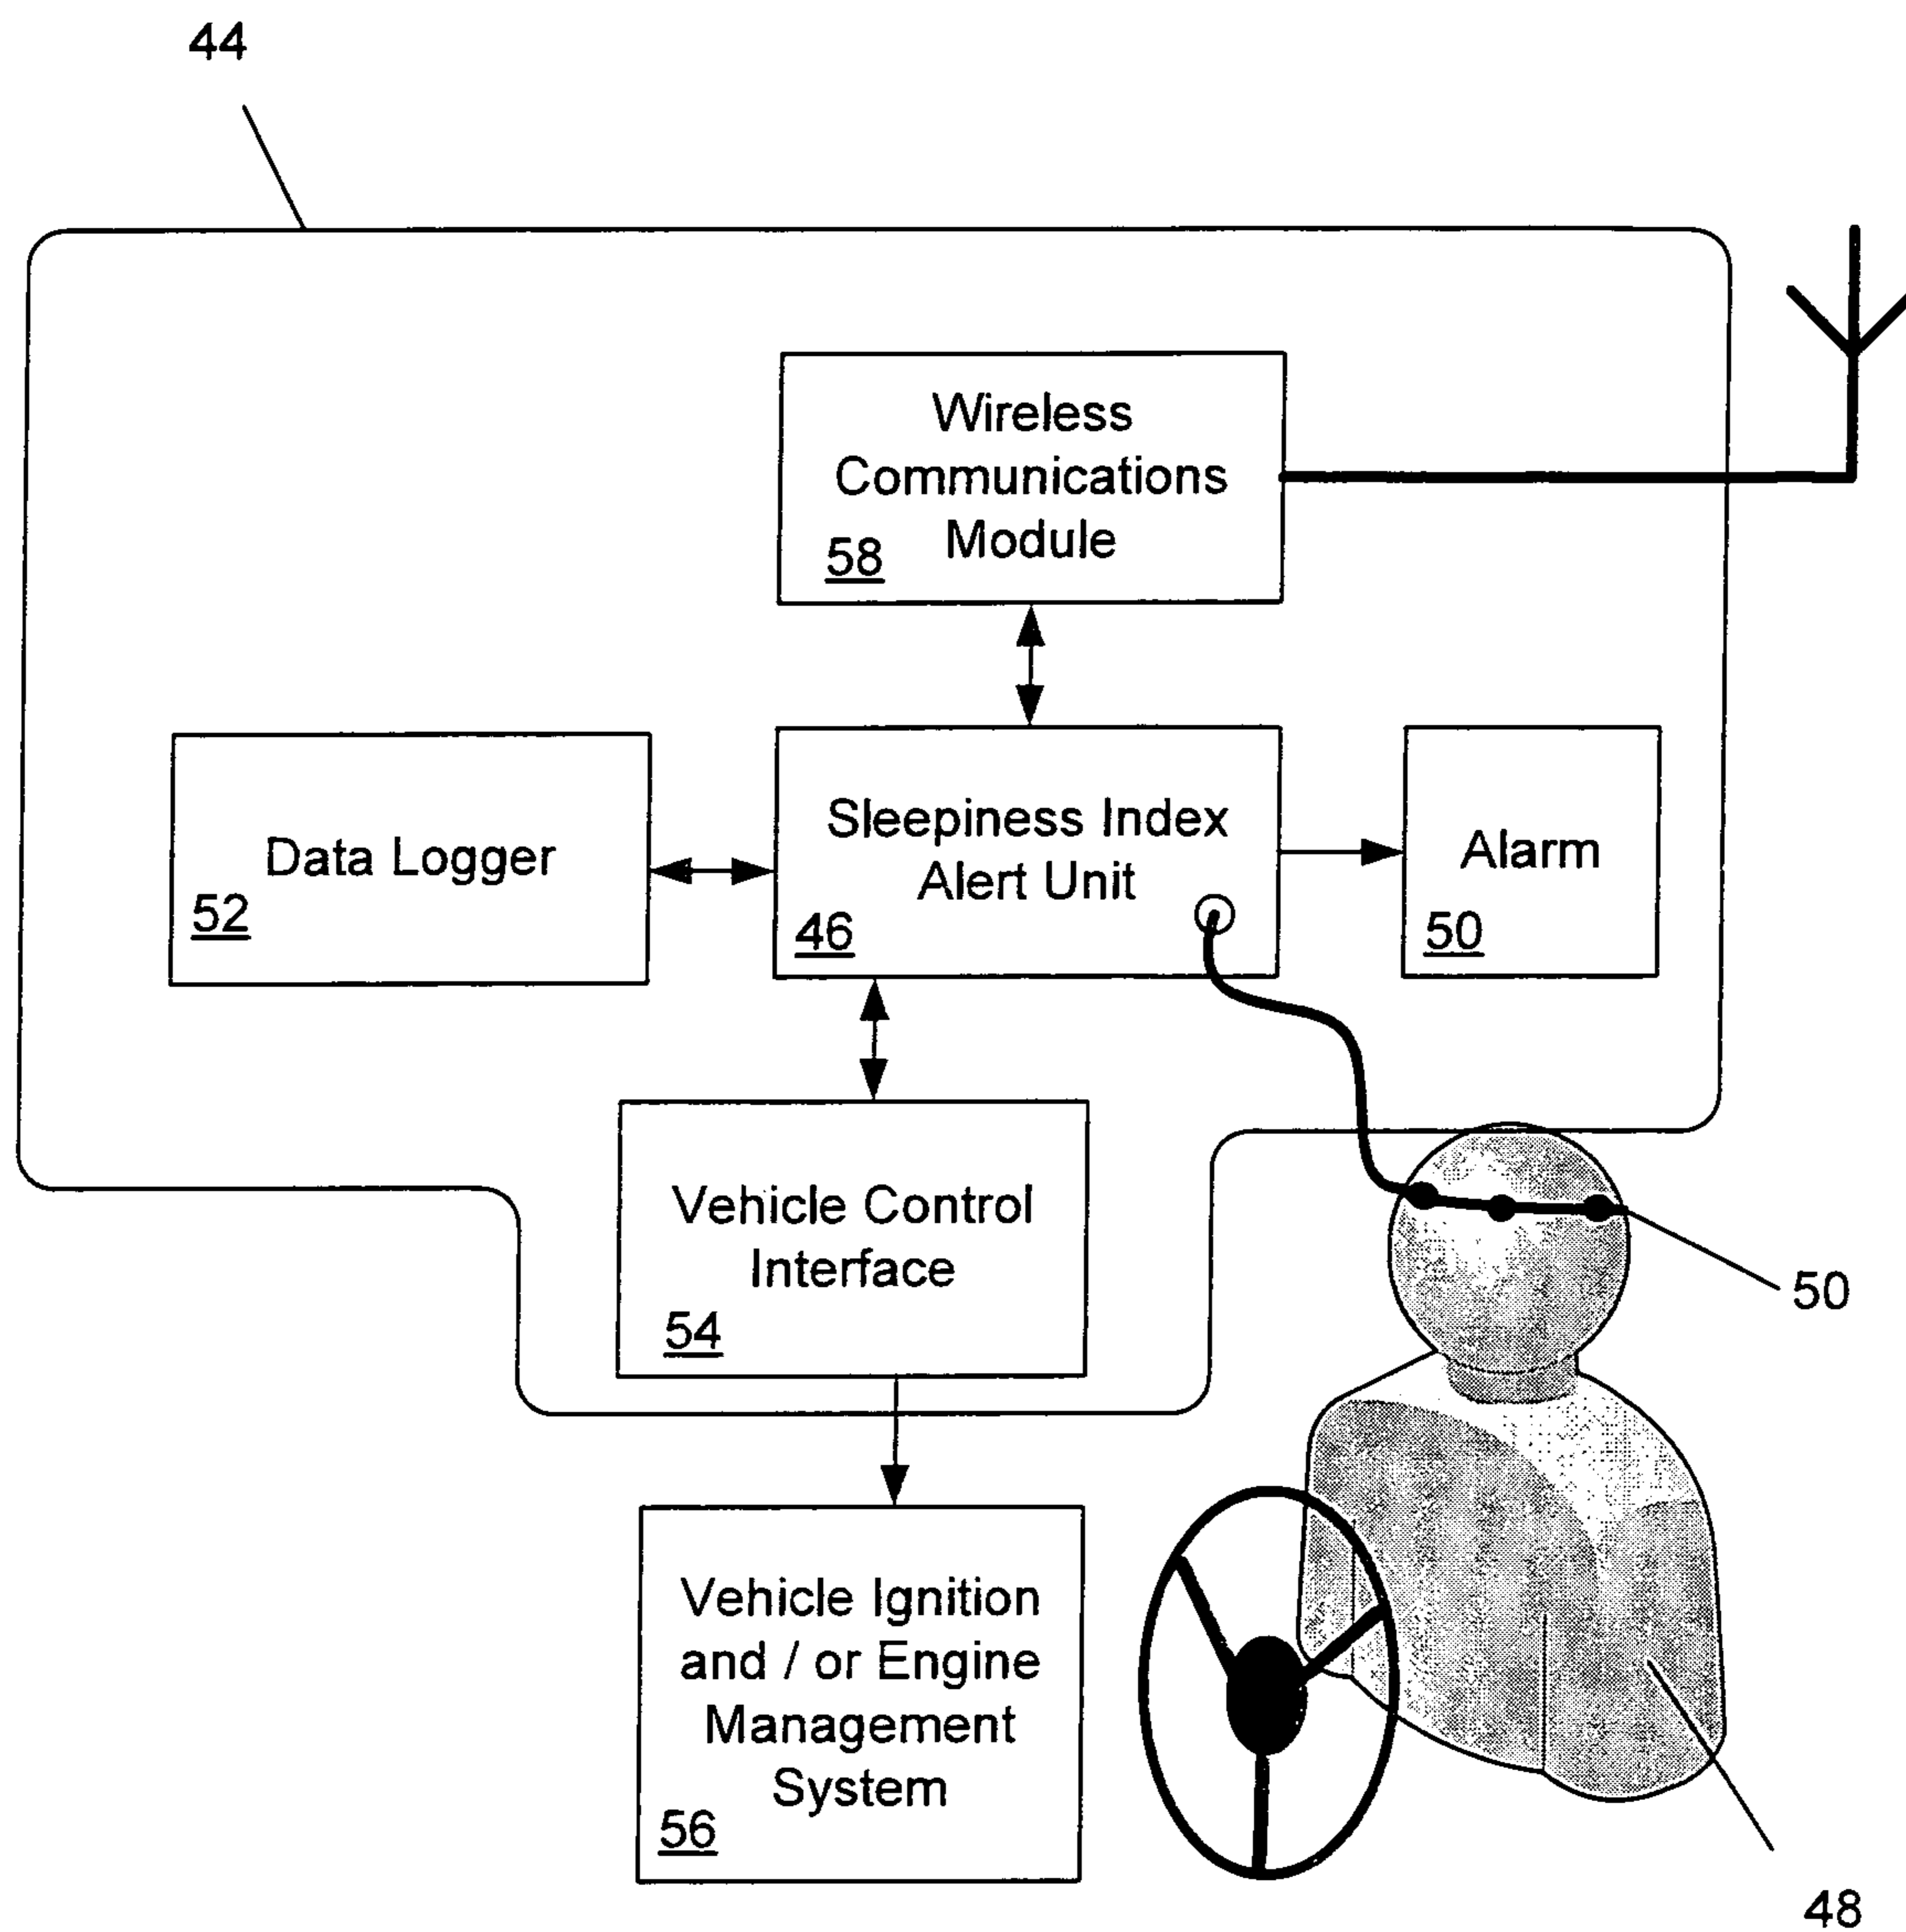 44
Wireless
Communications
Module
58
Data Logger
52
Sleepiness Index
Alert Unit
46
Alarm
50
Vehicle Control
Interface
54
50
Vehicle Ignition
and / or Engine
Management
System
56
48